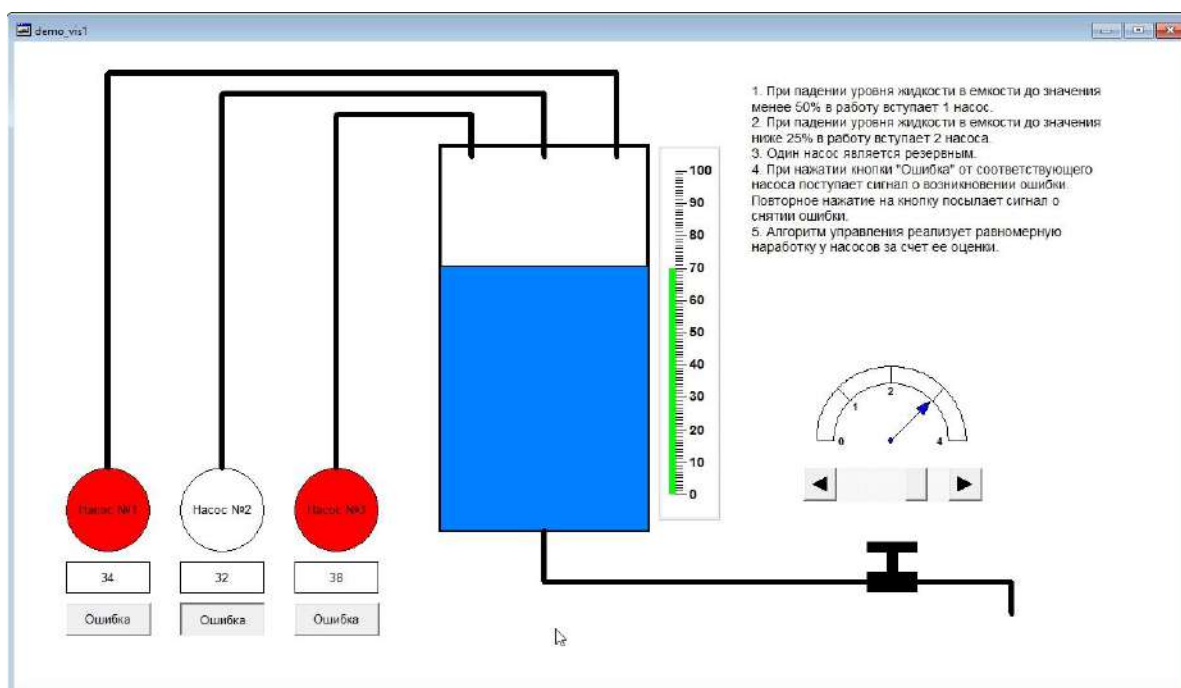 demo_vis1
1. При падении уровня жидкости в емкости до значения
менее 50% в работу вступает 1 насос.
2. При падении уровня жидкости в емкости до значения
ниже 25% в работу вступает 2 насоса.
3. Один насос является резервным.
4. При нажатии кнопки "Ошибка" от соответствующего
насоса поступает сигнал о возникновении ошибки.
Повторное нажатие на кнопку посылает сигнал о
снятии ошибки.
5. Алгоритм управления реализует равномерную
наработку у насосов за счет ее оценки.
100
90
80
70
60
50
40
30
20
10
0
0
1
2
4
Насос №1
Насос №2
Насос №3
34
32
38
Ошибка
Ошибка
Ошибка